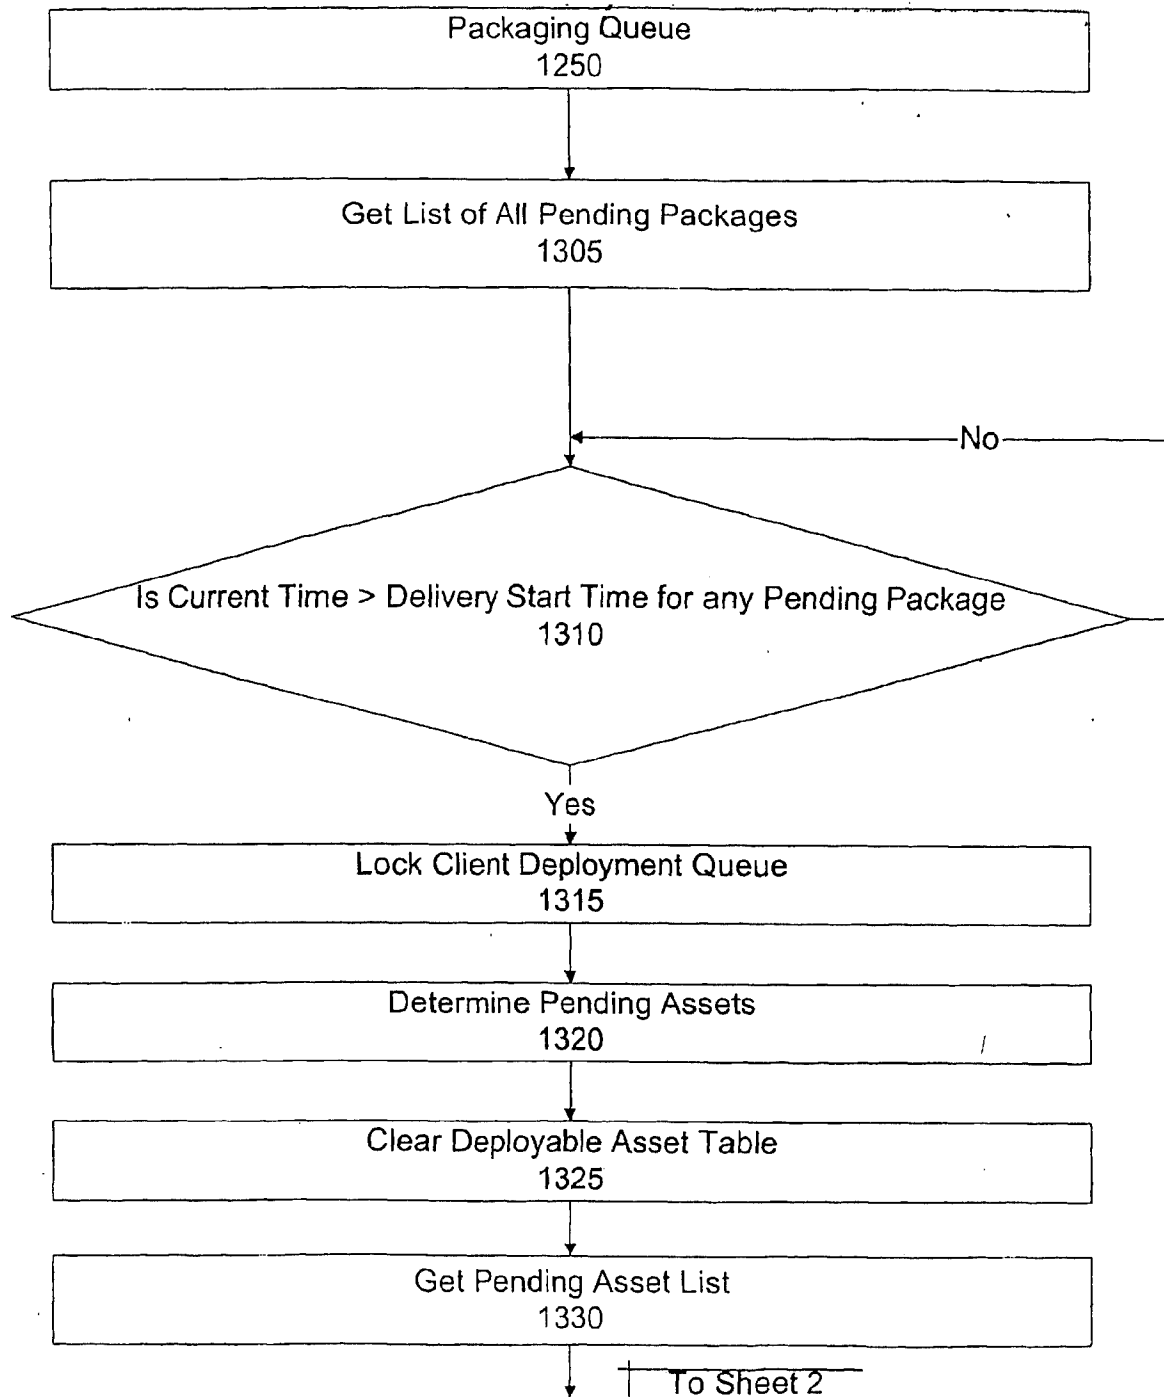 Packaging Queue
1250
Get List of All Pending Packages
1305
No
Is Current Time > Delivery Start Time for any Pending Package
1310
Yes
Lock Client Deployment Queue
1315
Determine Pending Assets
1320
Clear Deployable Asset Table
1325
Get Pending Asset List
1330
To Sheet 2